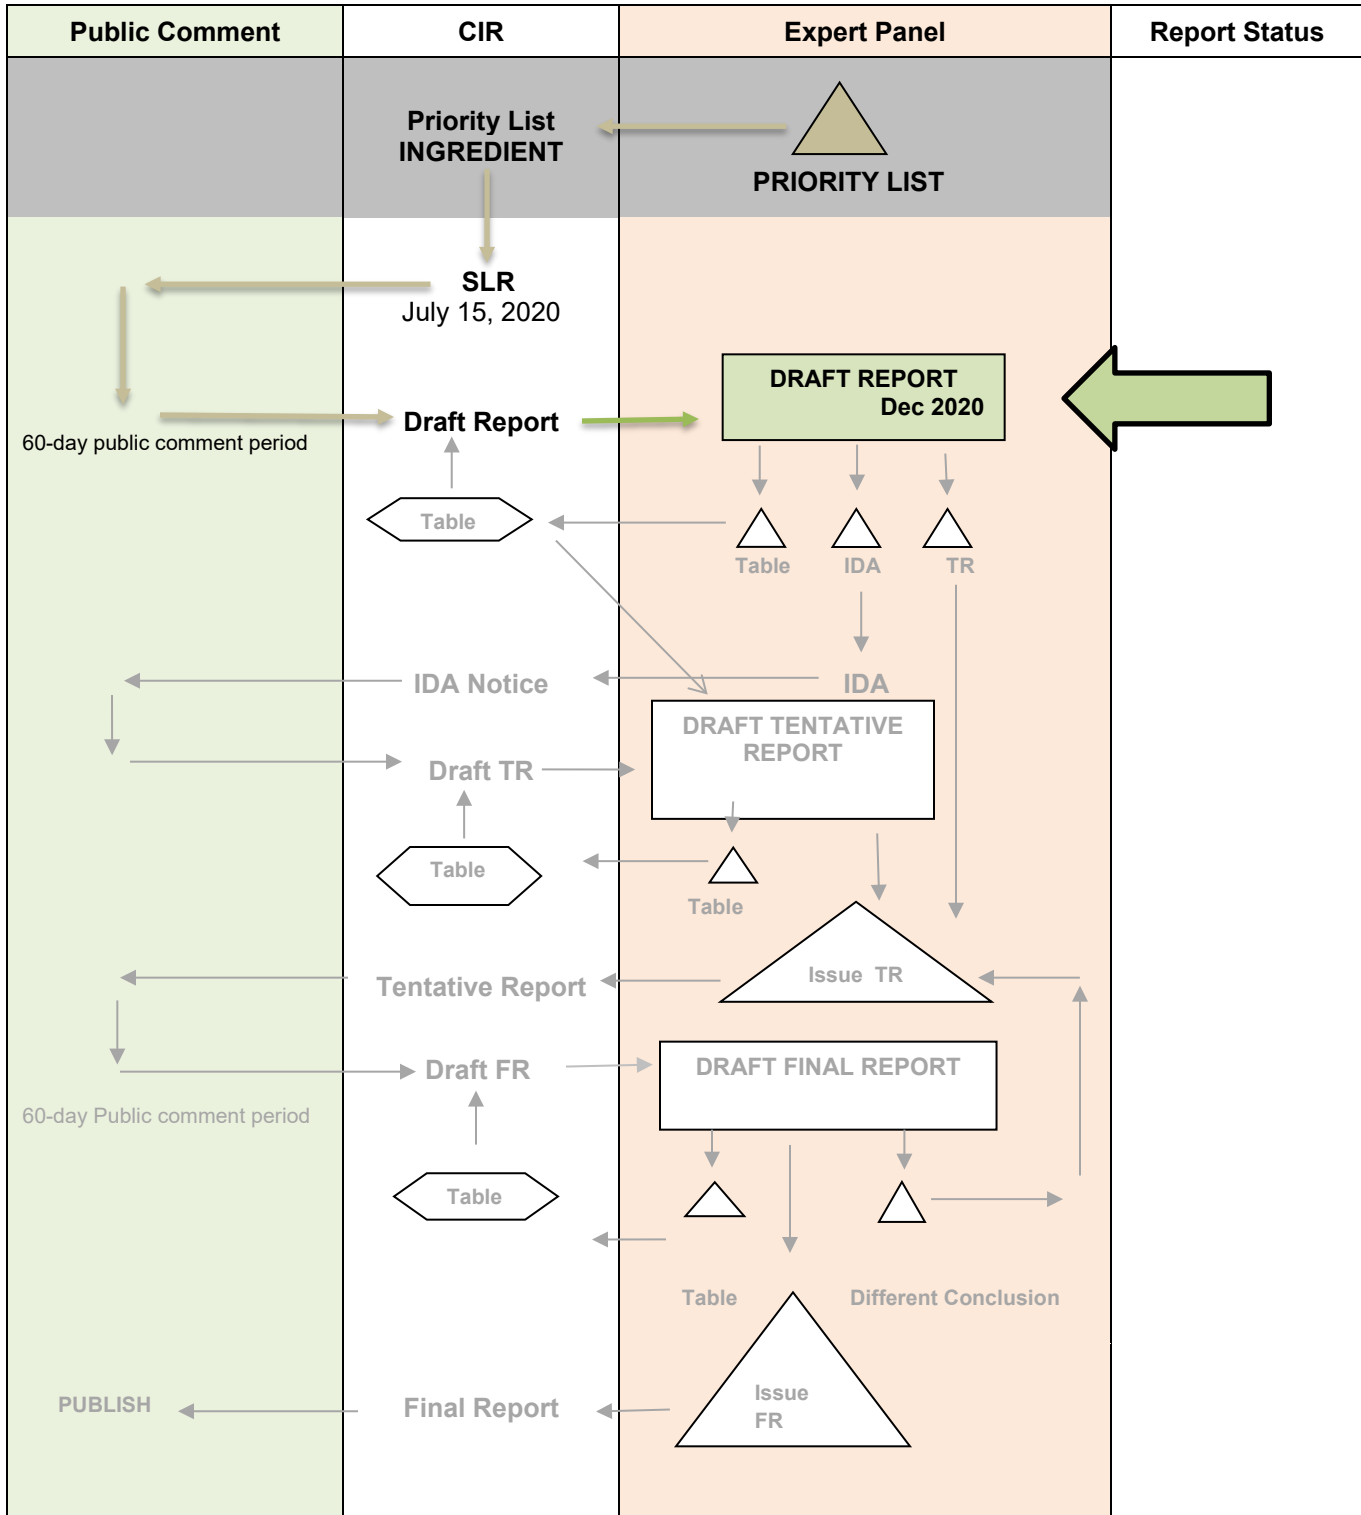 Public Comment
CIR
Expert Panel
Report Status
Priority List
INGREDIENT
PRIORITY LIST
SLR
July 15, 2020
DRAFT REPORT
Dec 2020
Draft Report
60-day public comment period
Table
Table
IDA
TR
IDA Notice
IDA
DRAFT TENTATIVE
REPORT
Draft TR
Table
Table
Issue TR
Tentative Report
Draft FR
DRAFT FINAL REPORT
60-day Public comment period
Table
Table
Different Conclusion
Issue
FR
PUBLISH
Final Report